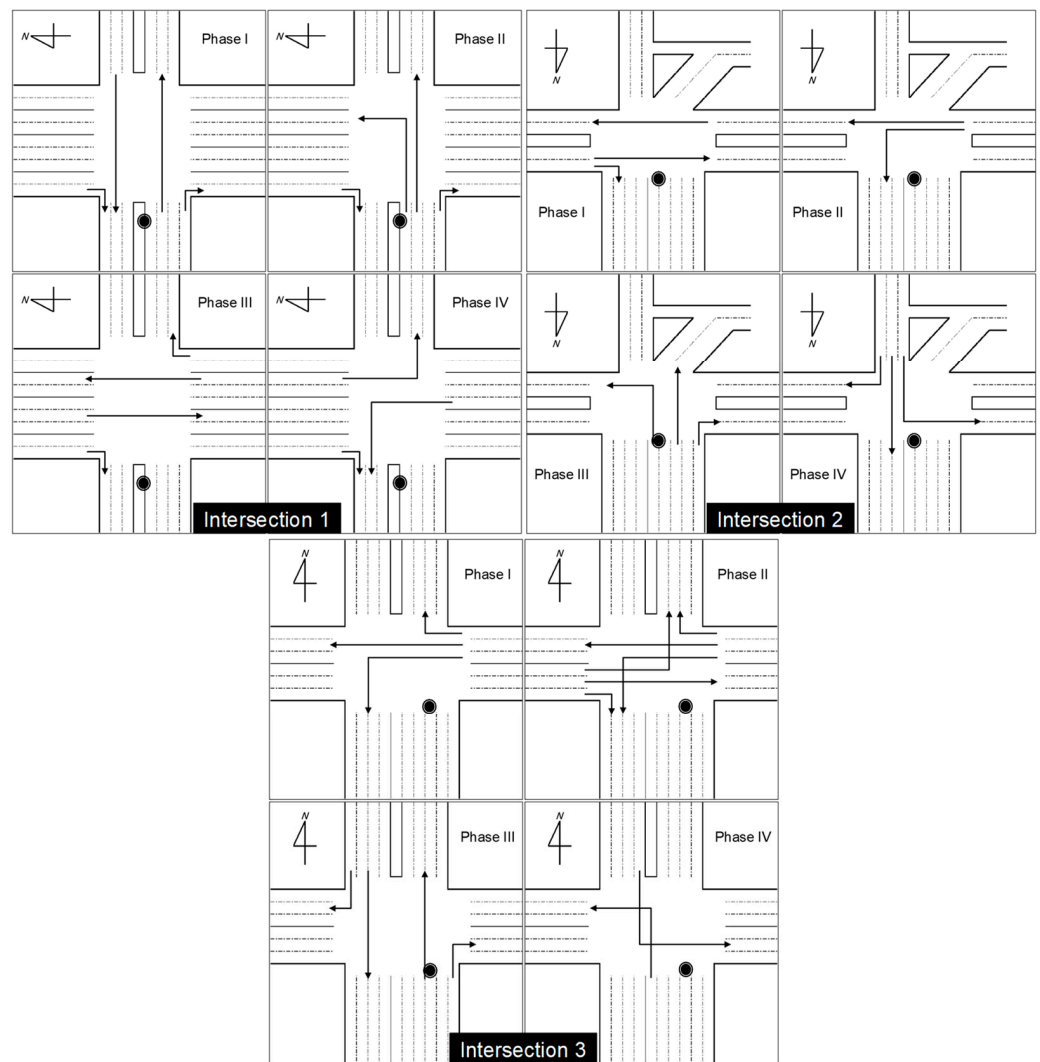 N
Phase I
N
Phase II
N
Phase III
N
Phase IV
Intersection 1
N
Phase I
N
Phase II
N
Phase III
N
Phase IV
Intersection 2
N
Phase I
N
Phase II
N
Phase III
N
Phase IV
Intersection 3